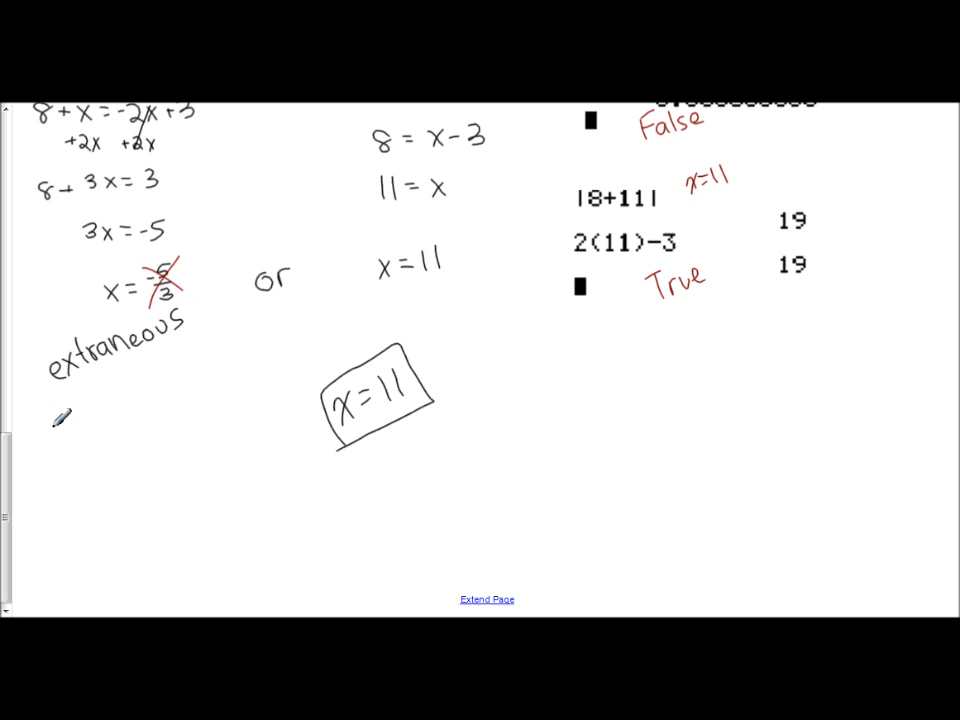 8 + x = -2x + 3
+2x +2x
8 + 3x = 3
3x = -5
x = -5/3
extraneous
or
8 = x - 3
11 = x
x = 11
x = 11
False
x=11
|8+11|
19
2(11)-3
19
True
Extend Page